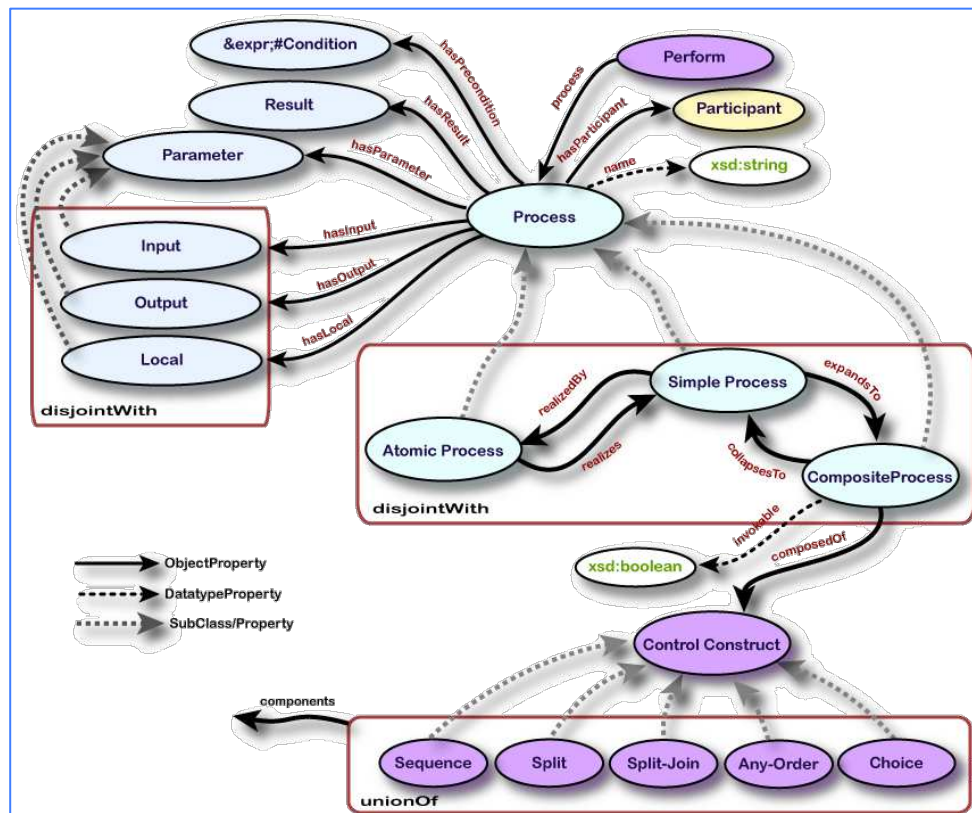 &expr;#Condition
hasPrecondition
Perform
Result
hasResult
process
Participant
hasParticipant
Parameter
hasParameter
name
xsd:string
Process
Input
hasInput
Output
hasOutput
Local
hasLocal
disjointWith
Simple Process
expandsTo
realizedBy
Atomic Process
realizes
collapsesTo
CompositeProcess
disjointWith
invokable
composedOf
xsd:boolean
ObjectProperty
DatatypeProperty
SubClass/Property
Control Construct
components
Sequence
Split
Split-Join
Any-Order
Choice
unionOf